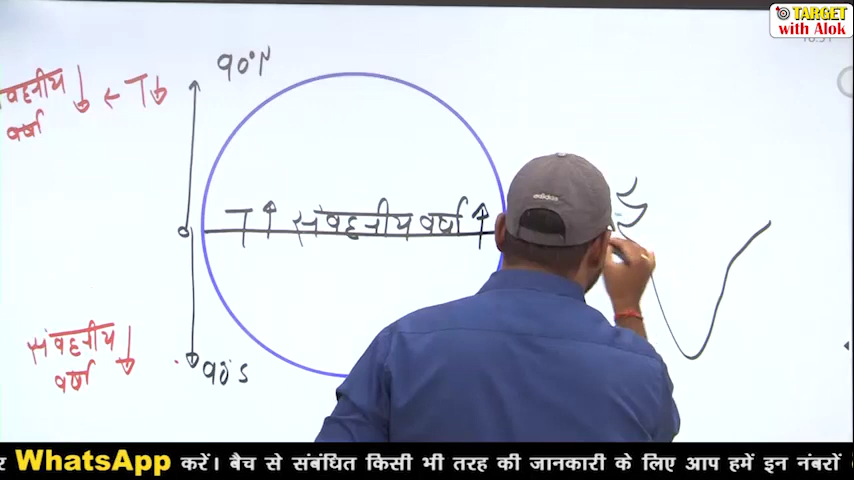 TARGET
with Alok
90°N
वहनीय ↓ ← T↓
वर्षा
0
T↑ संवहनीय वर्षा ↑
संवहनीय ↓
वर्षा
90°S
WhatsApp करें। बैच से संबंधित किसी भी तरह की जानकारी के लिए आप हमें इन नंबरों